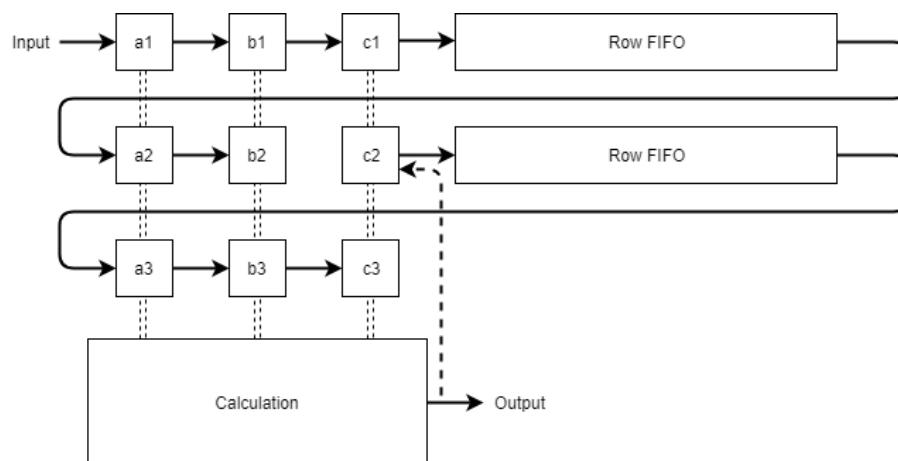 Input
a1
b1
c1
Row FIFO
a2
b2
c2
Row FIFO
a3
b3
c3
Calculation
Output